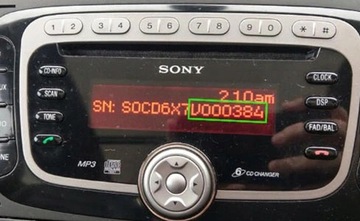 1 2 3 4 5 6 7 8 9 0 * #
CD-INFO
SONY
CLOCK
SCAN
2:10am
DSP
SN: SOCD6X7V000384
TONE
FAD/BAL
MP3
6 CD CHANGER